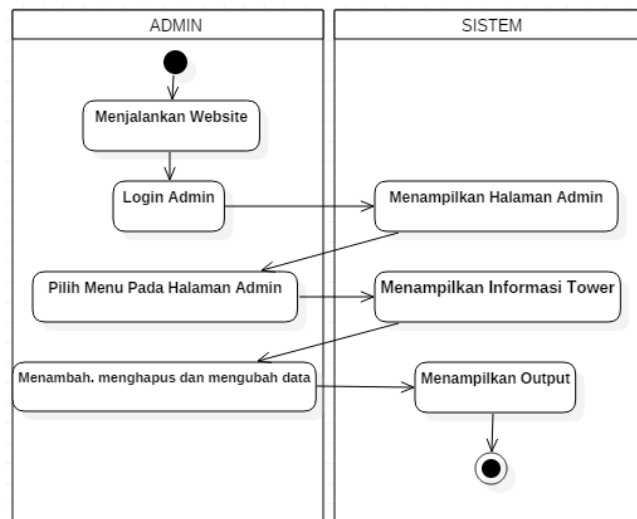 ADMIN
SISTEM
Menjalankan Website
Login Admin
Menampilkan Halaman Admin
Pilih Menu Pada Halaman Admin
Menampilkan Informasi Tower
Menambah. menghapus dan mengubah data
Menampilkan Output